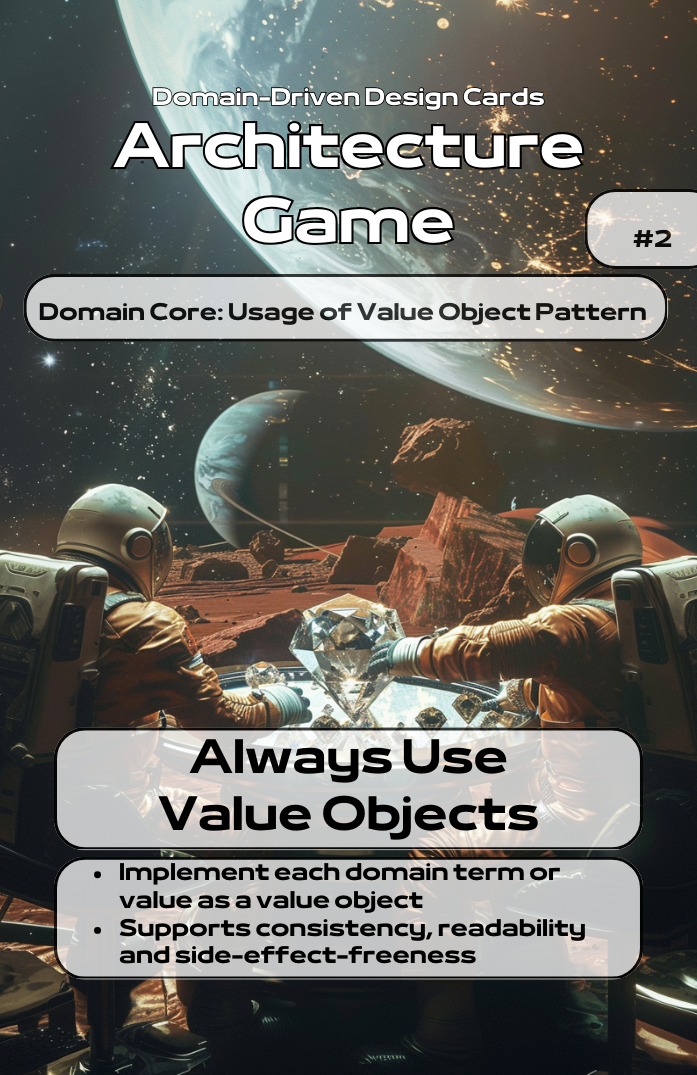 Domain-Driven Design Cards
Architecture
Game
#2
Domain Core: Usage of Value Object Pattern
Always Use
Value Objects
• Implement each domain term or
value as a value object
• Supports consistency, readability
and side-effect-freeness